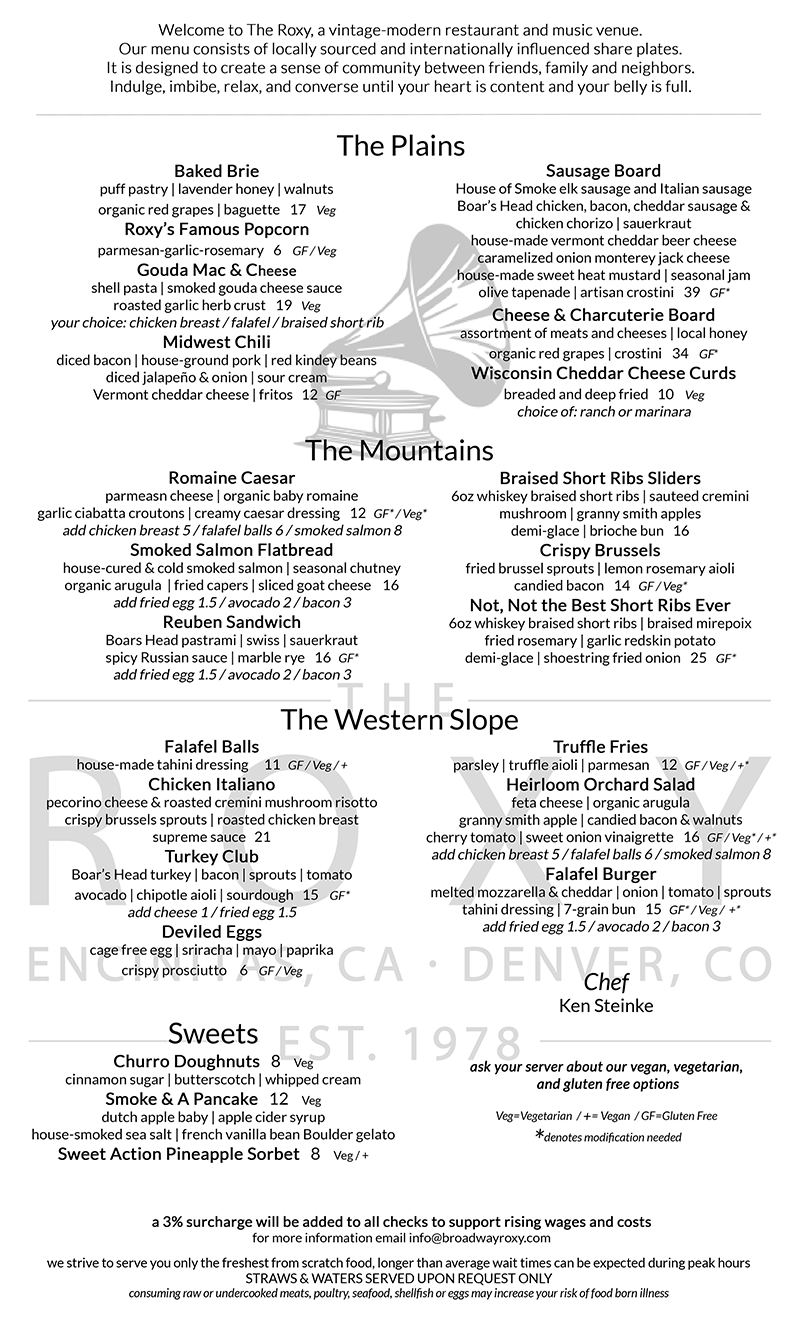 Welcome to The Roxy, a vintage-modern restaurant and music venue.
Our menu consists of locally sourced and internationally influenced share plates.
It is designed to create a sense of community between friends, family and neighbors.
Indulge, imbibe, relax, and converse until your heart is content and your belly is full.
The Plains
Baked Brie
puff pastry | lavender honey | walnuts
organic red grapes | baguette 17 Veg
Roxy's Famous Popcorn
parmesan-garlic-rosemary 6 GF / Veg
Gouda Mac & Cheese
shell pasta | smoked gouda cheese sauce
roasted garlic herb crust 19 Veg
your choice: chicken breast / falafel / braised short rib
Midwest Chili
diced bacon | house-ground pork | red kindey beans
diced jalapeño & onion | sour cream
Vermont cheddar cheese | fritos 12 GF
Sausage Board
House of Smoke elk sausage and Italian sausage
Boar's Head chicken, bacon, cheddar sausage &
chicken chorizo | sauerkraut
house-made vermont cheddar beer cheese
caramelized onion monterey jack cheese
house-made sweet heat mustard | seasonal jam
olive tapenade | artisan crostini 39 GF*
Cheese & Charcuterie Board
assortment of meats and cheeses | local honey
organic red grapes | crostini 34 GF*
Wisconsin Cheddar Cheese Curds
breaded and deep fried 10 Veg
choice of: ranch or marinara
The Mountains
Romaine Caesar
parmeasn cheese | organic baby romaine
garlic ciabatta croutons | creamy caesar dressing 12 GF* / Veg*
add chicken breast 5 / falafel balls 6 / smoked salmon 8
Smoked Salmon Flatbread
house-cured & cold smoked salmon | seasonal chutney
organic arugula | fried capers | sliced goat cheese 16
add fried egg 1.5 / avocado 2 / bacon 3
Reuben Sandwich
Boars Head pastrami | swiss | sauerkraut
spicy Russian sauce | marble rye 16 GF*
add fried egg 1.5 / avocado 2 / bacon 3
Braised Short Ribs Sliders
6oz whiskey braised short ribs | sauteed cremini
mushroom | granny smith apples
demi-glace | brioche bun 16
Crispy Brussels
fried brussel sprouts | lemon rosemary aioli
candied bacon 14 GF / Veg*
Not, Not the Best Short Ribs Ever
6oz whiskey braised short ribs | braised mirepoix
fried rosemary | garlic redskin potato
demi-glace | shoestring fried onion 25 GF*
THE
The Western Slope
ROXY
Falafel Balls
house-made tahini dressing 11 GF / Veg / +
Chicken Italiano
pecorino cheese & roasted cremini mushroom risotto
crispy brussels sprouts | roasted chicken breast
supreme sauce 21
Turkey Club
Boar's Head turkey | bacon | sprouts | tomato
avocado | chipotle aioli | sourdough 15 GF*
add cheese 1 / fried egg 1.5
Deviled Eggs
cage free egg | sriracha | mayo | paprika
crispy prosciutto 6 GF / Veg
Truffle Fries
parsley | truffle aioli | parmesan 12 GF / Veg / +*
Heirloom Orchard Salad
feta cheese | organic arugula
granny smith apple | candied bacon & walnuts
cherry tomato | sweet onion vinaigrette 16 GF / Veg* / +*
add chicken breast 5 / falafel balls 6 / smoked salmon 8
Falafel Burger
melted mozzarella & cheddar | onion | tomato | sprouts
tahini dressing | 7-grain bun 15 GF* / Veg / +*
add fried egg 1.5 / avocado 2 / bacon 3
ENCINITAS, CA · DENVER, CO
Chef
Ken Steinke
EST. 1978
Sweets
Churro Doughnuts 8 Veg
cinnamon sugar | butterscotch | whipped cream
Smoke & A Pancake 12 Veg
dutch apple baby | apple cider syrup
house-smoked sea salt | french vanilla bean Boulder gelato
Sweet Action Pineapple Sorbet 8 Veg / +
ask your server about our vegan, vegetarian,
and gluten free options
Veg=Vegetarian / += Vegan / GF=Gluten Free
*denotes modification needed
a 3% surcharge will be added to all checks to support rising wages and costs
for more information email info@broadwayroxy.com
we strive to serve you only the freshest from scratch food, longer than average wait times can be expected during peak hours
STRAWS & WATERS SERVED UPON REQUEST ONLY
consuming raw or undercooked meats, poultry, seafood, shellfish or eggs may increase your risk of food born illness